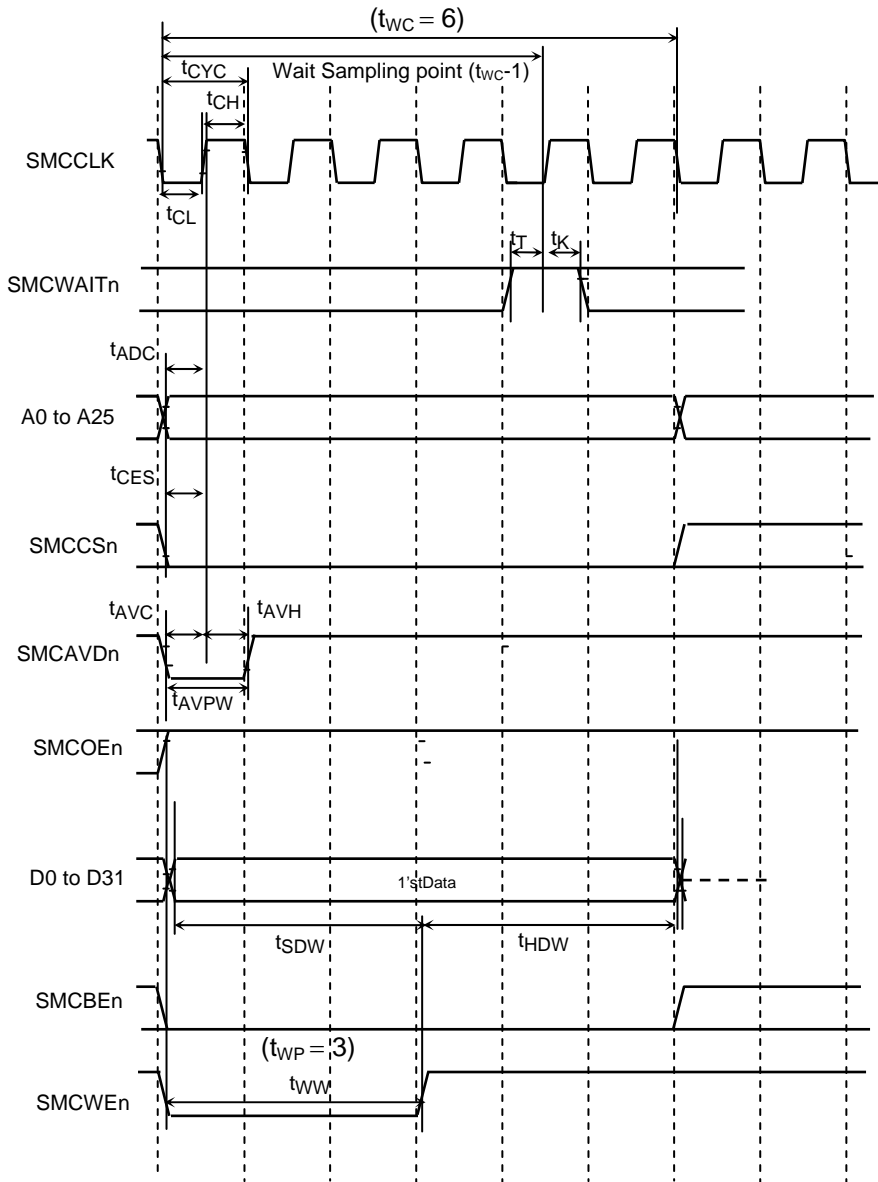 (tWC = 6)
tCYC
Wait Sampling point (tWC-1)
tCH
SMCCLK
tCL
tT
tK
SMCWAITn
tADC
A0 to A25
tCES
SMCCSn
tAVC
tAVH
SMCAVDn
tAVPW
SMCOEn
D0 to D31
1'stData
tSDW
tHDW
SMCBEn
(tWP = 3)
tWW
SMCWEn